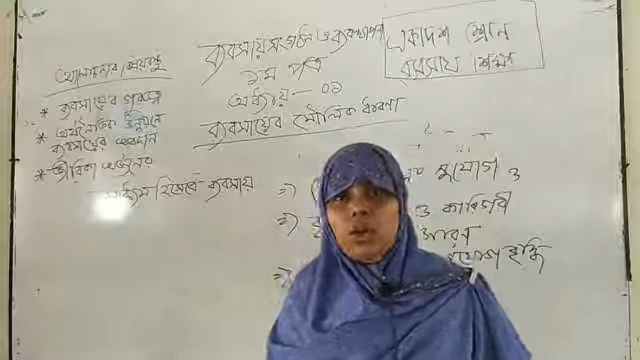 ব্যবসায় সংগঠন ও ব্যবস্থাপনা
১ম পত্র
অধ্যায়- ০১
ব্যবসায়ের মৌলিক ধারণা
একাদশ শ্রেণি
ব্যবসায় শিক্ষা
আলোচনার বিষয়বস্তু
* ব্যবসায়ের গুরুত্ব
* অর্থনৈতিক উন্নয়নে
ব্যবসায়ের অবদান
* জীবিকা অর্জনের
হিসেবে ব্যবসায়
সুযোগ ও
২) ও কারিগরী
বৃদ্ধি